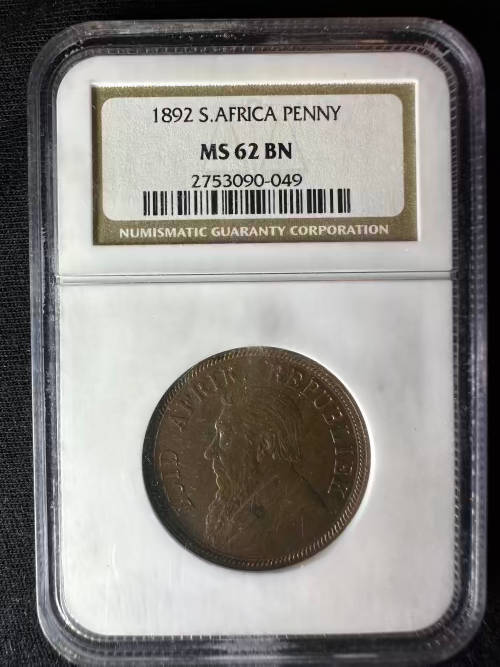 1892 S.AFRICA PENNY
MS 62 BN
2753090-049
NUMISMATIC GUARANTY CORPORATION
ZUID AFRIK. REPUBLIEK